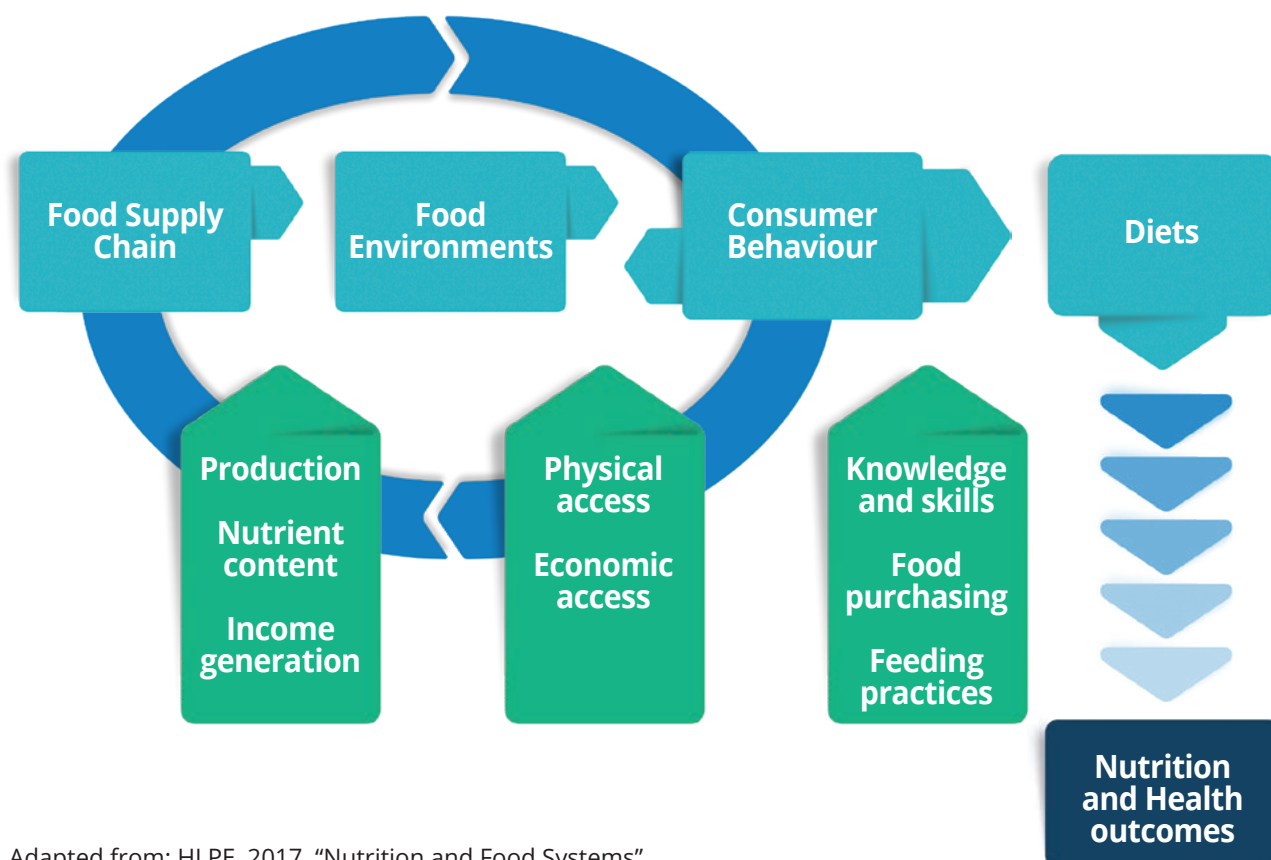 Food Supply
Chain
Food
Environments
Consumer
Behaviour
Diets
Production
Nutrient
content
Income
generation
Physical
access
Economic
access
Knowledge
and skills
Food
purchasing
Feeding
practices
Nutrition
and Health
outcomes
Adapted from: HLPE, 2017. “Nutrition and Food Systems”